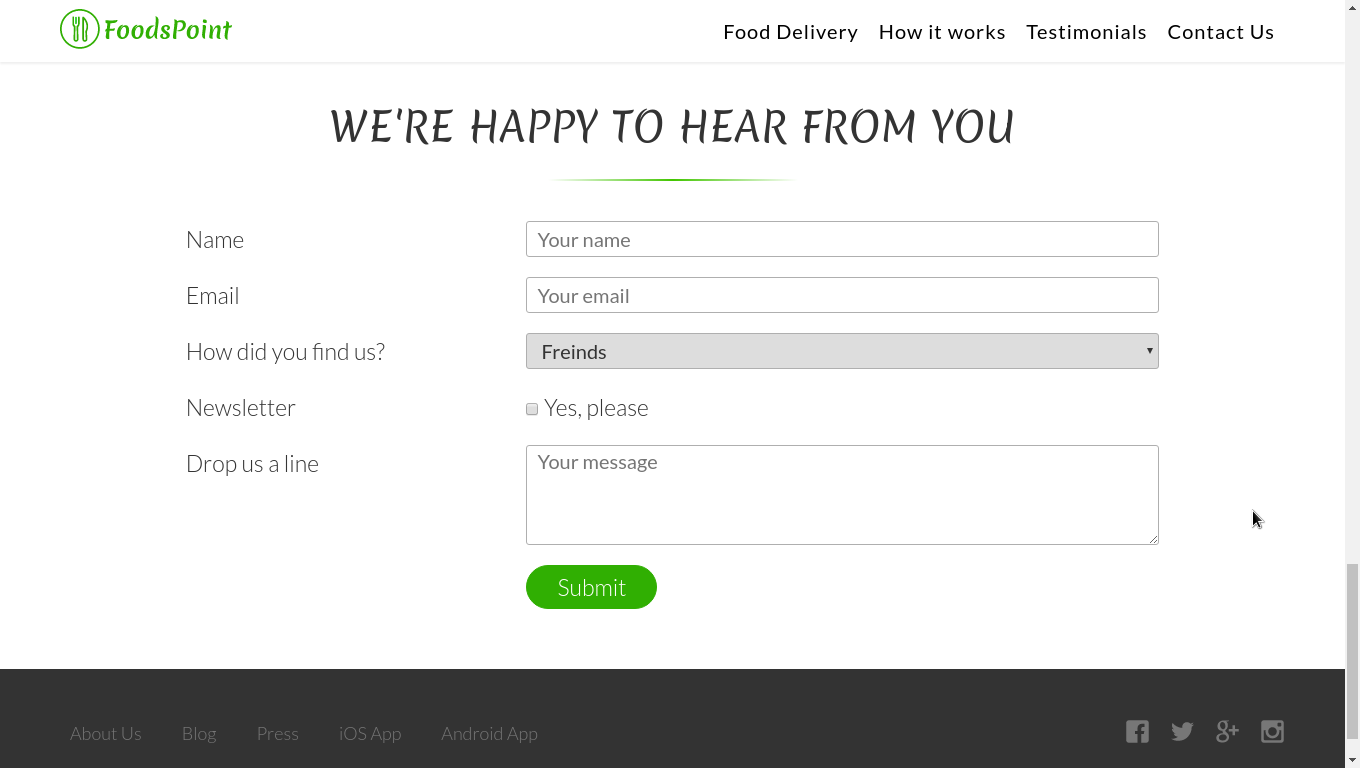 FoodsPoint
Food Delivery How it works Testimonials Contact Us
WE'RE HAPPY TO HEAR FROM YOU
Name
Your name
Email
Your email
How did you find us?
Freinds
Newsletter
Yes, please
Drop us a line
Your message
Submit
About Us Blog Press iOS App Android App